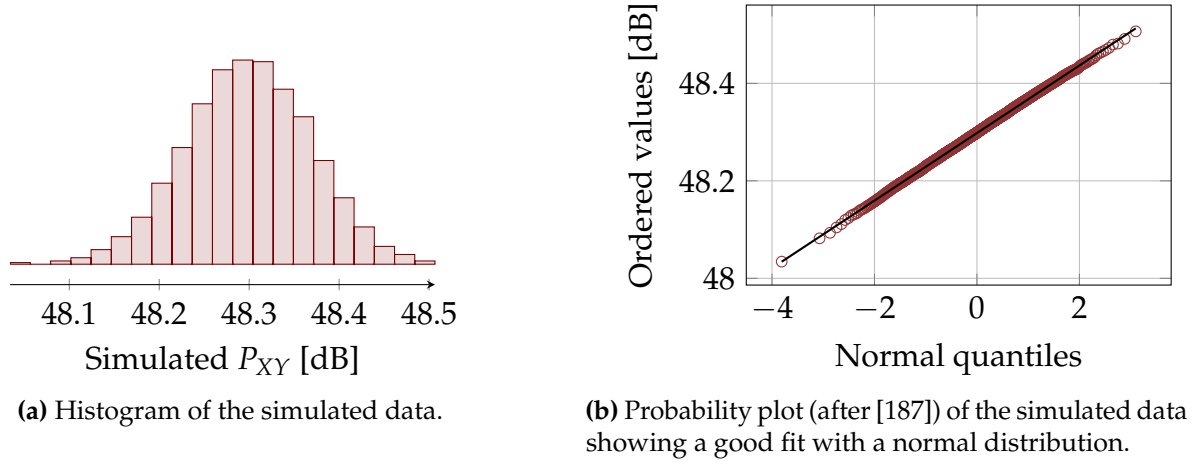 48.1 48.2 48.3 48.4 48.5
Simulated P_XY [dB]
(a) Histogram of the simulated data.
Ordered values [dB]
48.4
48.2
48
−4 −2 0 2
Normal quantiles
(b) Probability plot (after [187]) of the simulated data
showing a good fit with a normal distribution.